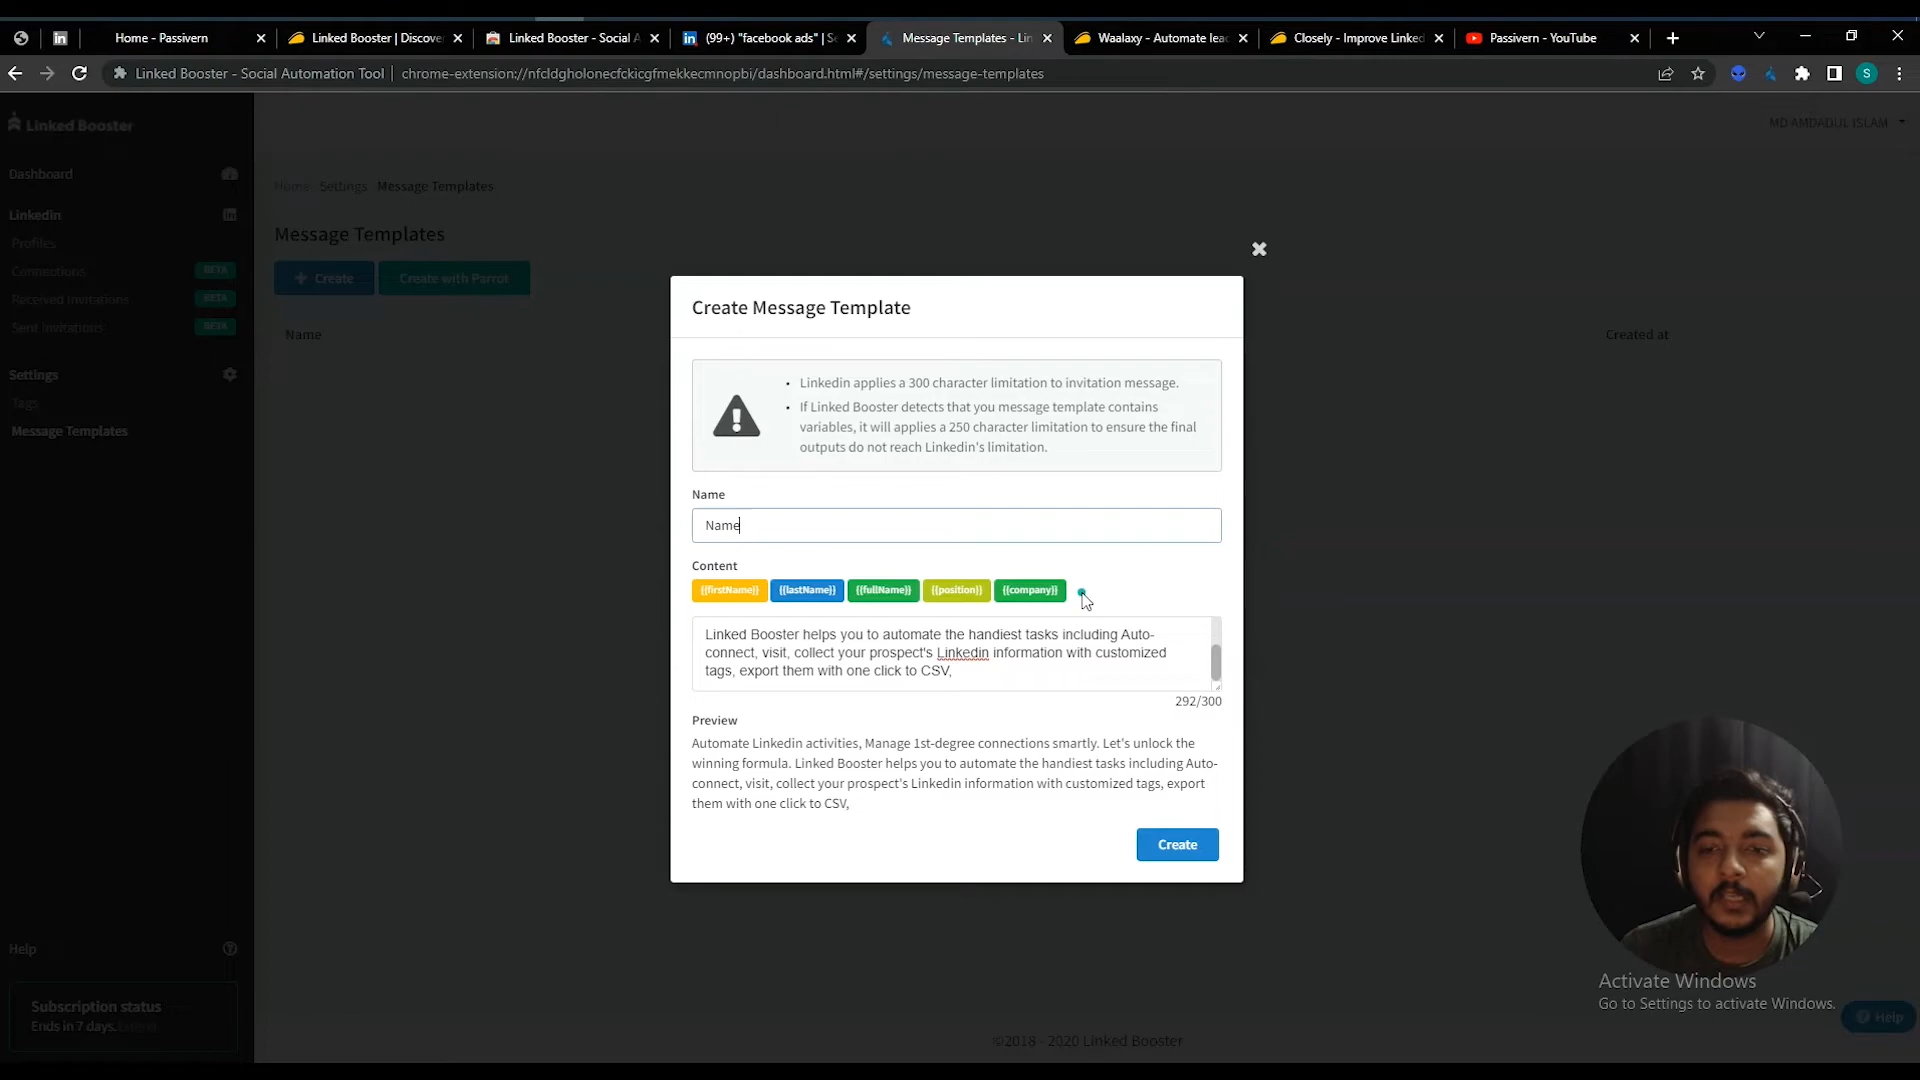 Home - Passivern
Linked Booster | Discove
Linked Booster - Social A
(99+) "facebook ads" | Se
Message Templates - Lin
Waalaxy - Automate lea
Closely - Improve Linked
Passivern - YouTube
Linked Booster - Social Automation Tool | chrome-extension://nfcldgholonecfckicgfmekkecmnopbi/dashboard.html#/settings/message-templates
S
Linked Booster
MD AMDADUL ISLAM
Dashboard
Linkedin
Profiles
Connections BETA
Received Invitations BETA
Sent Invitations BETA
Settings
Tags
Message Templates
Home Settings Message Templates
Message Templates
+ Create
Create with Parrot
Name
Created at
Create Message Template
• Linkedin applies a 300 character limitation to invitation message.
• If Linked Booster detects that you message template contains
variables, it will applies a 250 character limitation to ensure the final
outputs do not reach Linkedin's limitation.
Name
Name
Content
{{firstName}} {{lastName}} {{fullName}} {{position}} {{company}}
Linked Booster helps you to automate the handiest tasks including Auto-
connect, visit, collect your prospect's Linkedin information with customized
tags, export them with one click to CSV,
292/300
Preview
Automate Linkedin activities, Manage 1st-degree connections smartly. Let's unlock the
winning formula. Linked Booster helps you to automate the handiest tasks including Auto-
connect, visit, collect your prospect's Linkedin information with customized tags, export
them with one click to CSV,
Create
Help
Subscription status
Ends in 7 days.
Activate Windows
Go to Settings to activate Windows.
Help
©2018 - 2020 Linked Booster